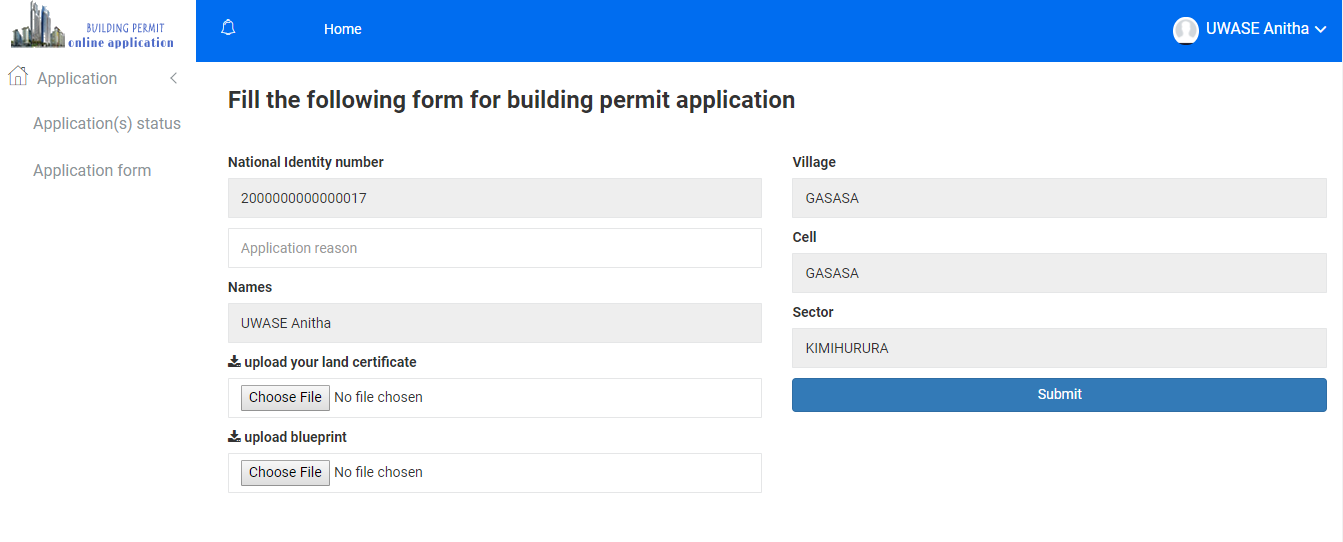 BUILDING PERMIT
online application
Home
UWASE Anitha
Application
Application(s) status
Application form
Fill the following form for building permit application
National Identity number
2000000000000017
Application reason
Names
UWASE Anitha
upload your land certificate
Choose File No file chosen
upload blueprint
Choose File No file chosen
Village
GASASA
Cell
GASASA
Sector
KIMIHURURA
Submit